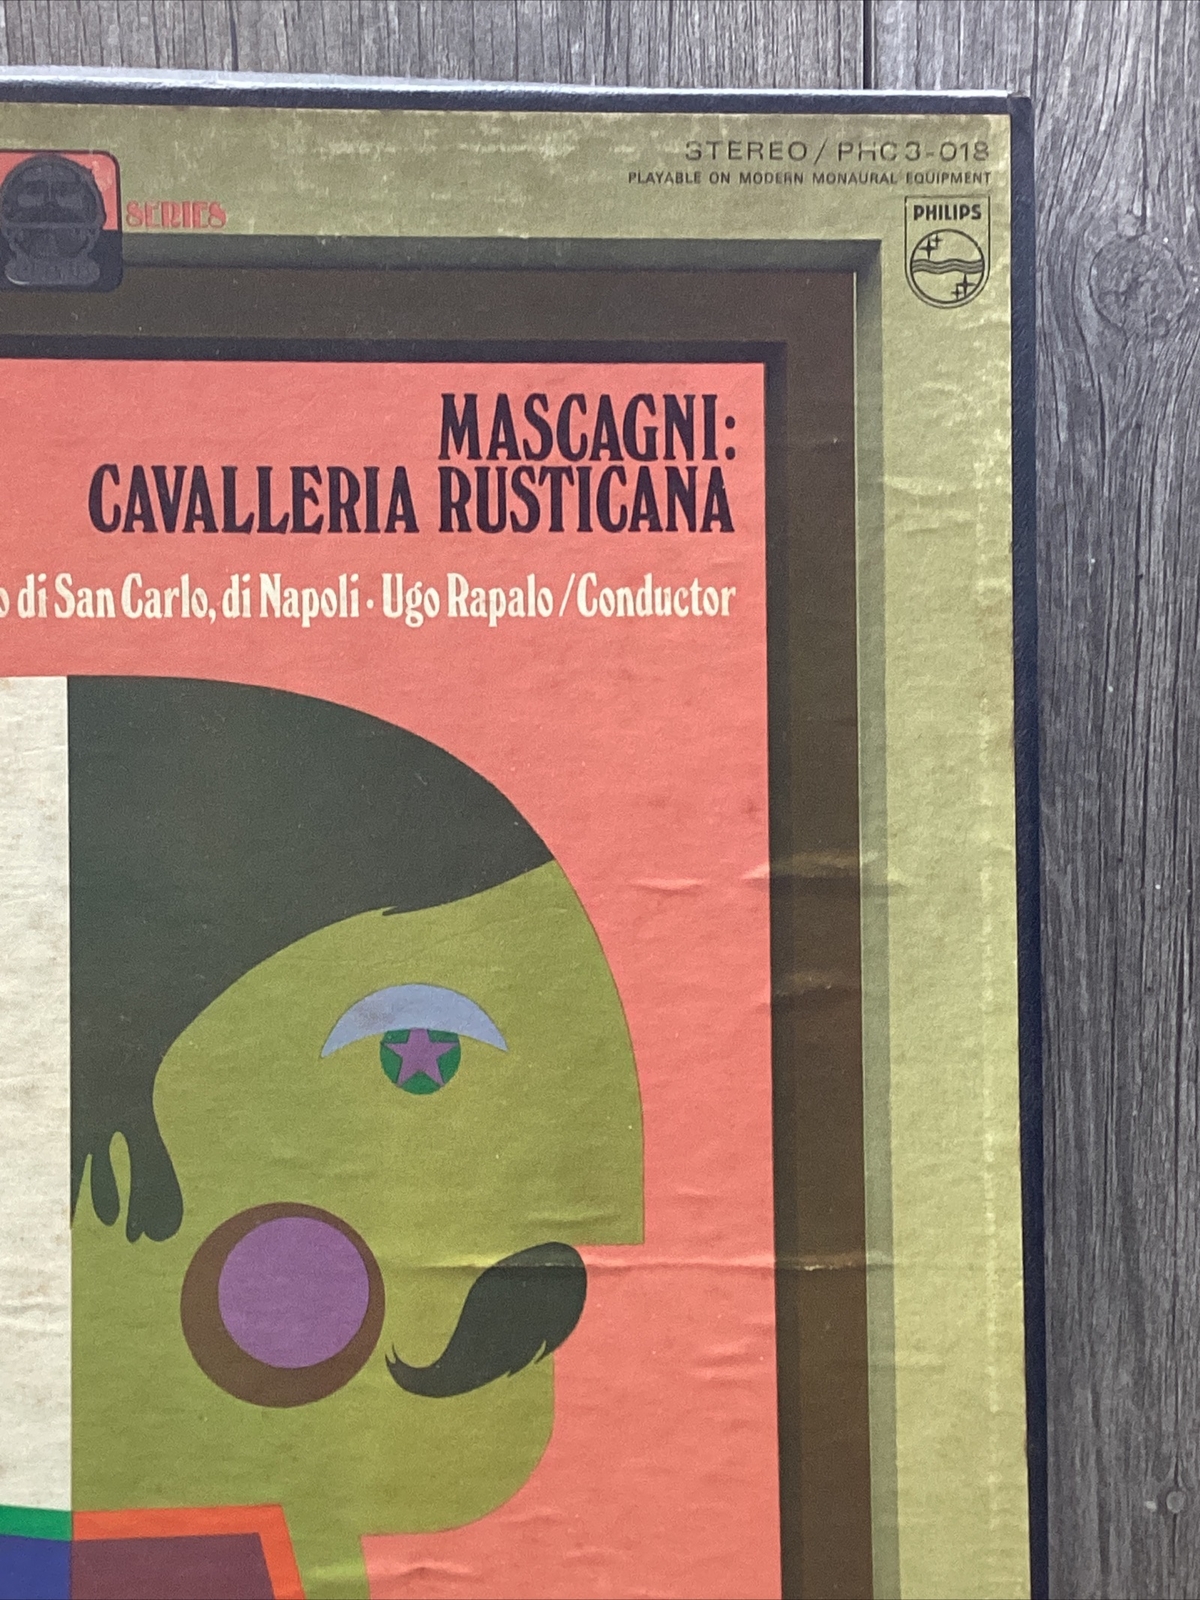 STEREO / PHC 3-018
PLAYABLE ON MODERN MONAURAL EQUIPMENT
SERIES
PHILIPS
MASCAGNI:
CAVALLERIA RUSTICANA
di San Carlo, di Napoli · Ugo Rapalo / Conductor